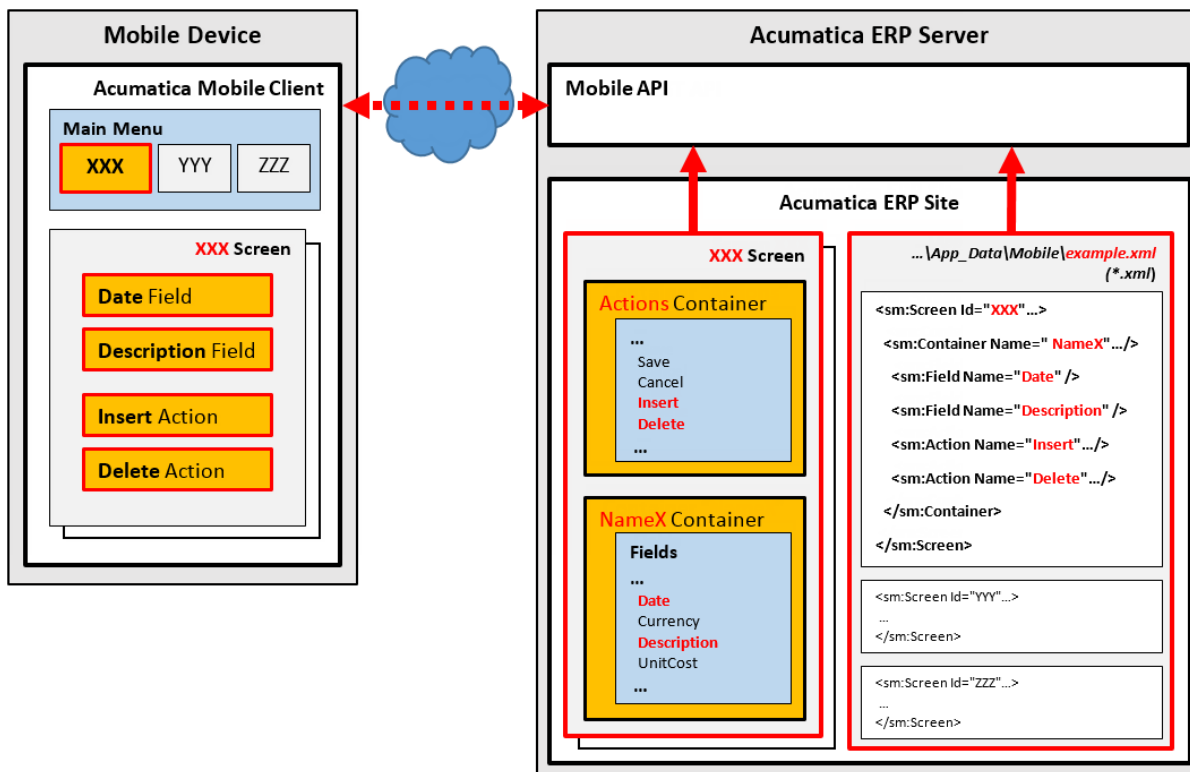 Mobile Device
Acumatica Mobile Client
Main Menu
XXX
YYY
ZZZ
XXX Screen
Date Field
Description Field
Insert Action
Delete Action
Acumatica ERP Server
Mobile API
Acumatica ERP Site
XXX Screen
Actions Container
...
Save
Cancel
Insert
Delete
...
NameX Container
Fields
...
Date
Currency
Description
UnitCost
...
...\App_Data\Mobile\example.xml
(*.xml)
<sm:Screen Id="XXX"...>
<sm:Container Name=" NameX".../>
<sm:Field Name="Date" />
<sm:Field Name="Description" />
<sm:Action Name="Insert".../>
<sm:Action Name="Delete".../>
</sm:Container>
</sm:Screen>
<sm:Screen Id="YYY"...>
...
</sm:Screen>
<sm:Screen Id="ZZZ"...>
...
</sm:Screen>